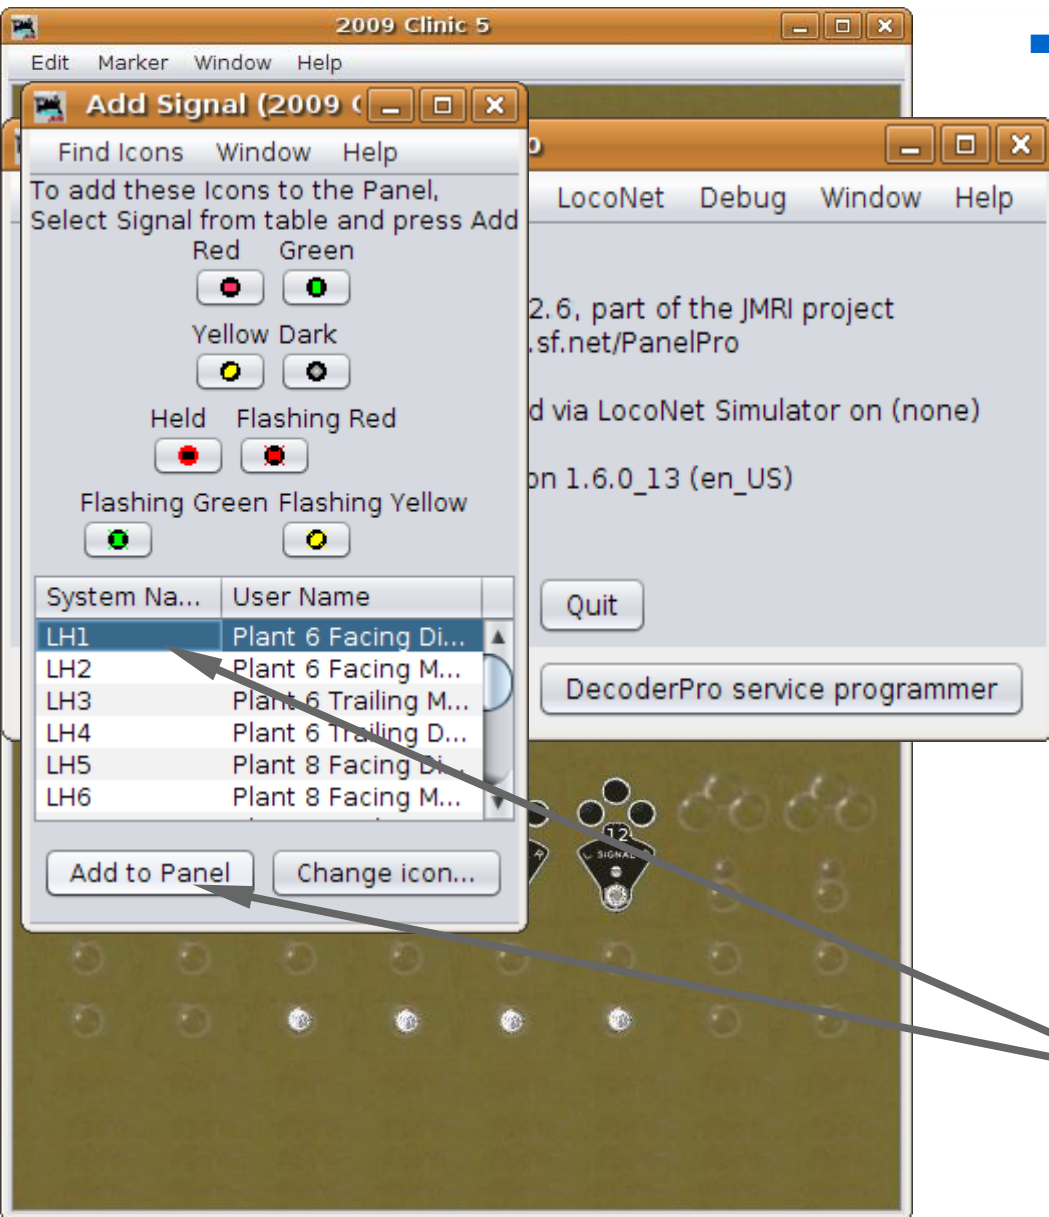 2009 Clinic 5
Edit Marker Window Help
Add Signal (2009 C
Find Icons Window Help
To add these Icons to the Panel,
Select Signal from table and press Add
Red Green
Yellow Dark
Held Flashing Red
Flashing Green Flashing Yellow
System Na... User Name
LH1 Plant 6 Facing Di...
LH2 Plant 6 Facing M...
LH3 Plant 6 Trailing M...
LH4 Plant 6 Trailing D...
LH5 Plant 8 Facing Di...
LH6 Plant 8 Facing M...
Add to Panel Change icon...
LocoNet Debug Window Help
2.6, part of the JMRI project
.sf.net/PanelPro
d via LocoNet Simulator on (none)
on 1.6.0_13 (en_US)
Quit
DecoderPro service programmer
12
L SIGNAL R
R